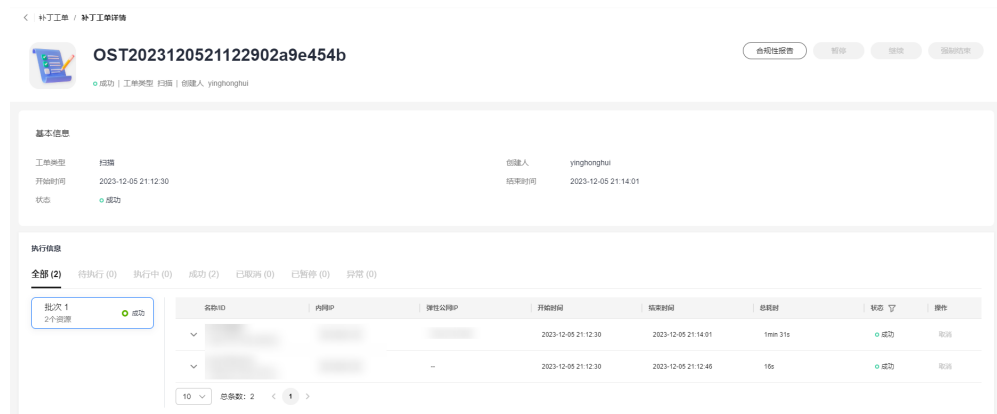 补丁工单 / 补丁工单详情
OST2023120521122902a9e454b
合规性报告 暂停 继续 强制结束
成功 | 工单类型 扫描 | 创建人 yinghonghui
基本信息
工单类型 扫描 创建人 yinghonghui
开始时间 2023-12-05 21:12:30 结束时间 2023-12-05 21:14:01
状态 成功
执行信息
全部 (2) 待执行 (0) 执行中 (0) 成功 (2) 已取消 (0) 已暂停 (0) 异常 (0)
批次 1
2个资源
成功
名称/ID 内网IP 弹性公网IP 开始时间 结束时间 总耗时 状态 操作
2023-12-05 21:12:30 2023-12-05 21:14:01 1min 31s 成功 取消
-- 2023-12-05 21:12:30 2023-12-05 21:12:46 16s 成功 取消
10 总条数: 2 < 1 >